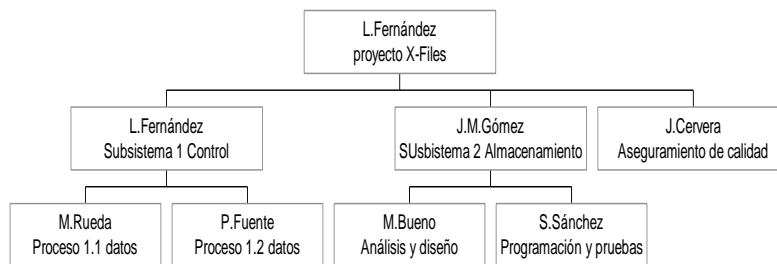 L.Fernández
proyecto X-Files
L.Fernández
Subsistema 1 Control
J.M.Gómez
SUsbistema 2 Almacenamiento
J.Cervera
Aseguramiento de calidad
M.Rueda
Proceso 1.1 datos
P.Fuente
Proceso 1.2 datos
M.Bueno
Análisis y diseño
S.Sánchez
Programación y pruebas